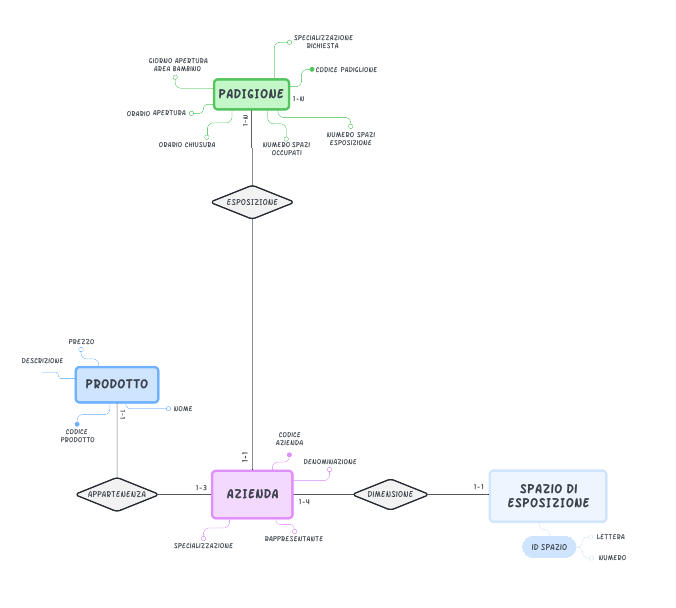 SPECIALIZZAZIONE
RICHIESTA
GIORNO APERTURA
AREA BAMBINO
CODICE PADIGLIONE
PADIGIONE
1-N
ORARIO APERTURA
1-N
NUMERO SPAZI
ESPOSIZIONE
ORARIO CHIUSURA
NUMERO SPAZI
OCCUPATI
ESPOSIZIONE
PREZZO
DESCRIZIONE
PRODOTTO
NOME
1-1
CODICE
PRODOTTO
CODICE
AZIENDA
1-1
DENOMINAZIONE
APPARTENENZA
1-3
AZIENDA
1-4
DIMENSIONE
1-1
SPAZIO DI
ESPOSIZIONE
SPECIALIZZAZIONE
RAPPRESENTANTE
ID SPAZIO
LETTERA
NUMERO